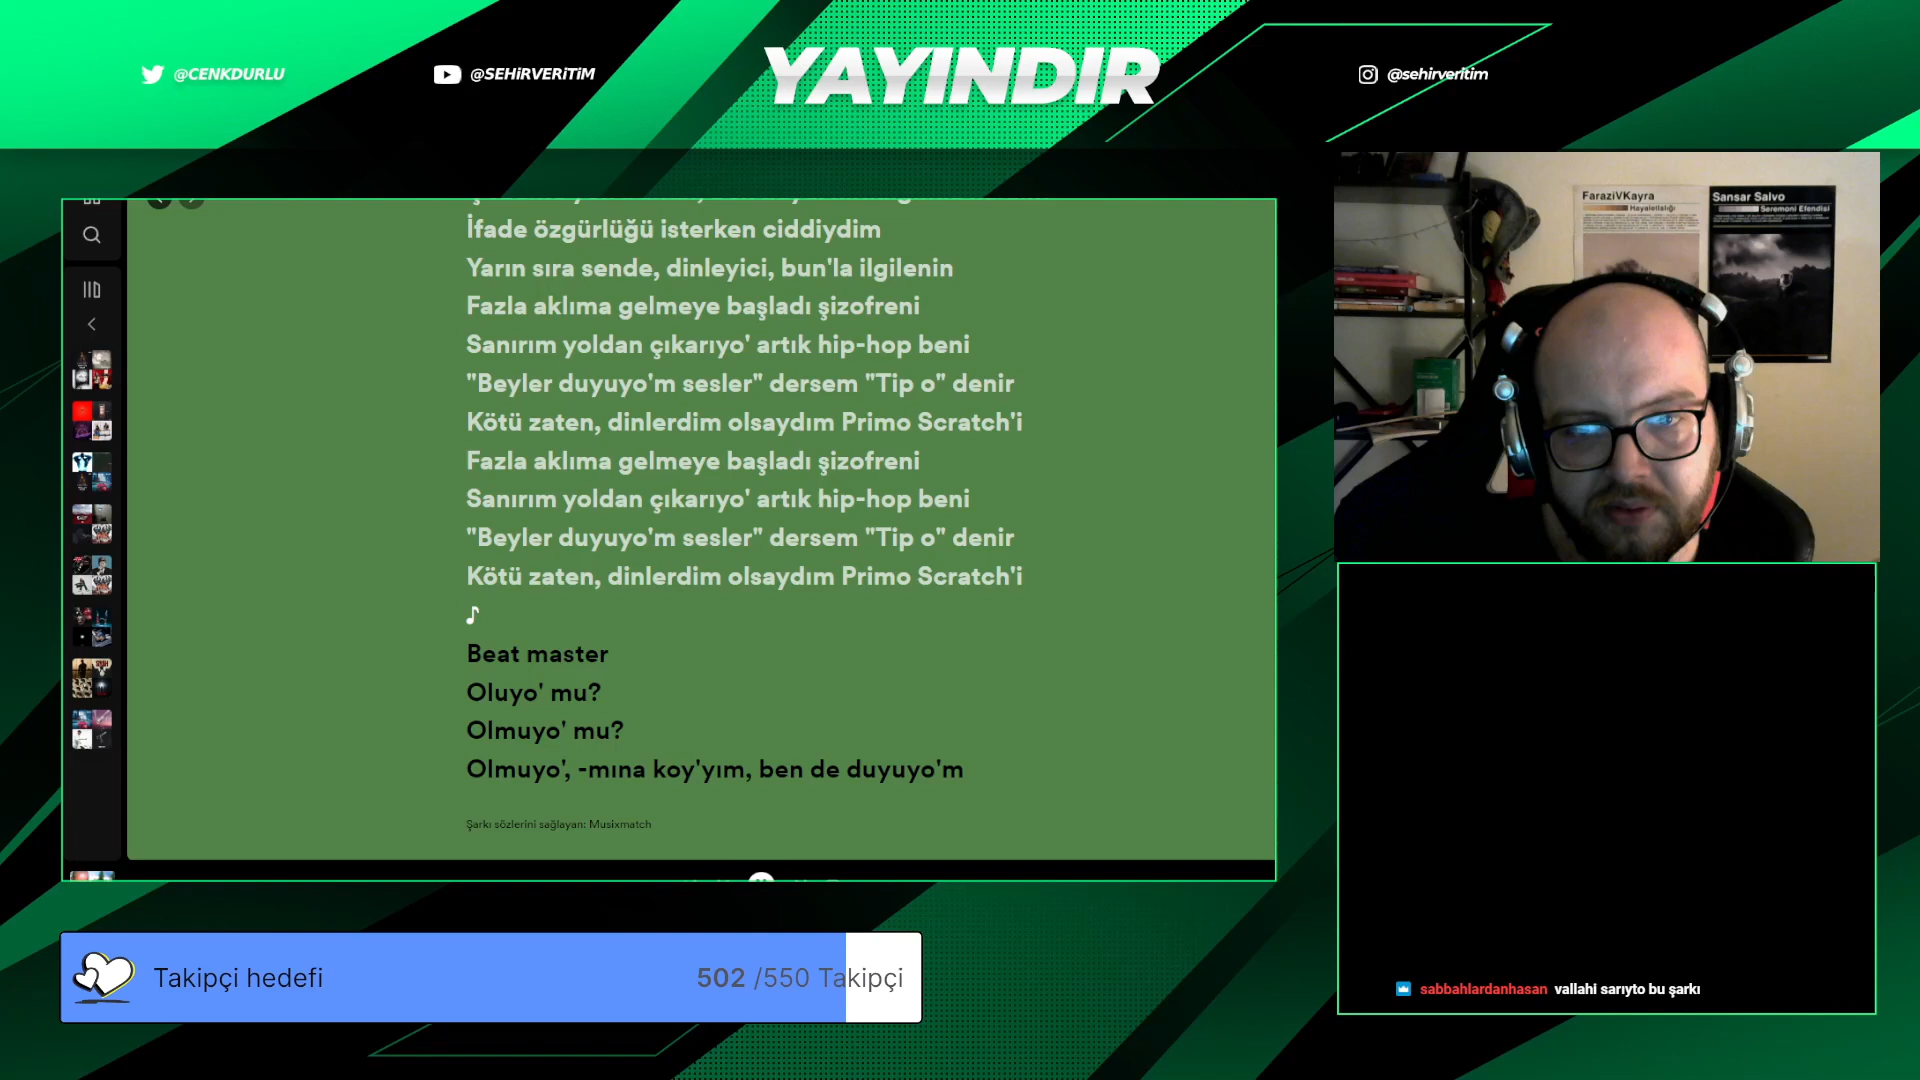 @CENKDURLU
@SEHiRVERiTiM
YAYINDIR
@sehirveritim
İfade özgürlüğü isterken ciddiydim
Yarın sıra sende, dinleyici, bun'la ilgilenin
Fazla aklıma gelmeye başladı şizofreni
Sanırım yoldan çıkarıyo' artık hip-hop beni
"Beyler duyuyo'm sesler" dersem "Tip o" denir
Kötü zaten, dinlerdim olsaydım Primo Scratch'i
Fazla aklıma gelmeye başladı şizofreni
Sanırım yoldan çıkarıyo' artık hip-hop beni
"Beyler duyuyo'm sesler" dersem "Tip o" denir
Kötü zaten, dinlerdim olsaydım Primo Scratch'i
♪
Beat master
Oluyo' mu?
Olmuyo' mu?
Olmuyo', -mına koy'yım, ben de duyuyo'm
Şarkı sözlerini sağlayan: Musixmatch
FaraziVKayra
Hayaletlağı
Sansar Salvo
Seremoni Efendisi
sabbahlardanhasan vallahi sarıyto bu şarkı
Takipçi hedefi
502 /550 Takipçi